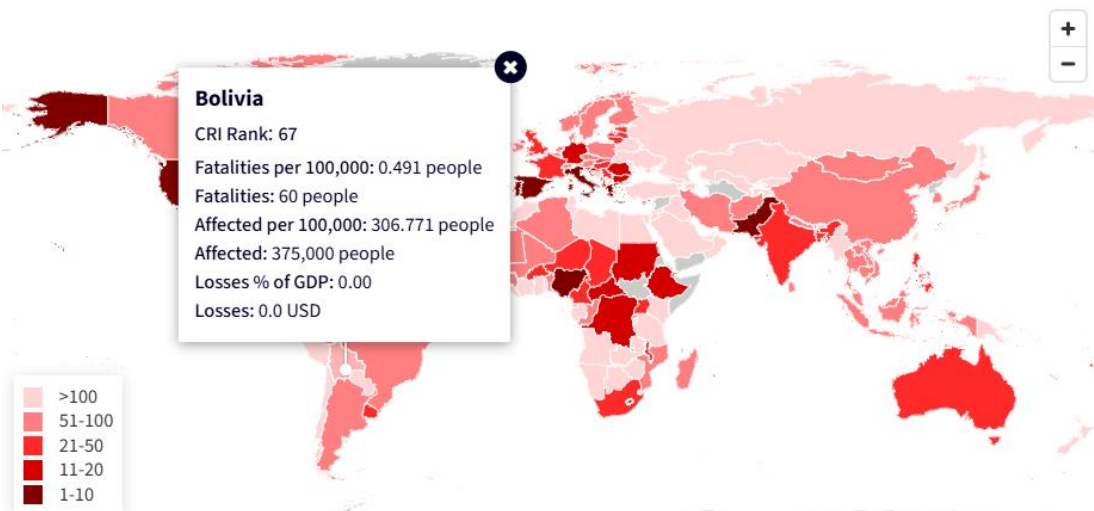 Bolivia
CRI Rank: 67
Fatalities per 100,000: 0.491 people
Fatalities: 60 people
Affected per 100,000: 306.771 people
Affected: 375,000 people
Losses % of GDP: 0.00
Losses: 0.0 USD
>100
51-100
21-50
11-20
1-10